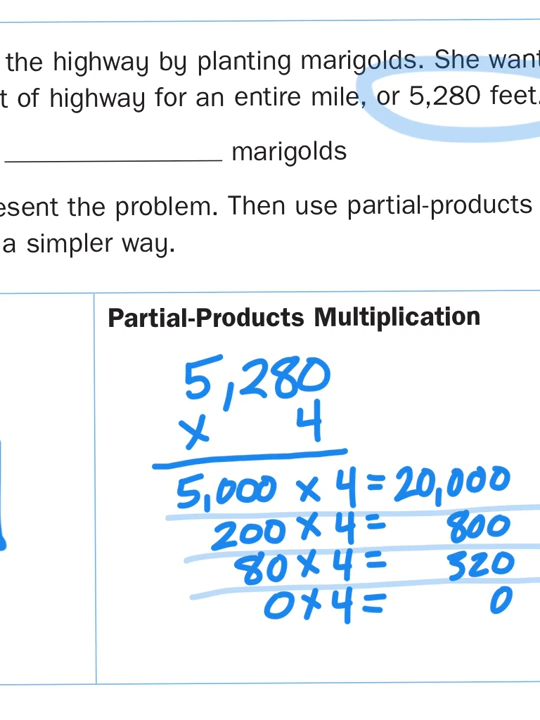 the highway by planting marigolds. She want
t of highway for an entire mile, or 5,280 feet.
marigolds
esent the problem. Then use partial-products
a simpler way.
Partial-Products Multiplication
5,280
x 4
5,000 x 4 = 20,000
200 x 4 = 800
80 x 4 = 320
0 x 4 = 0